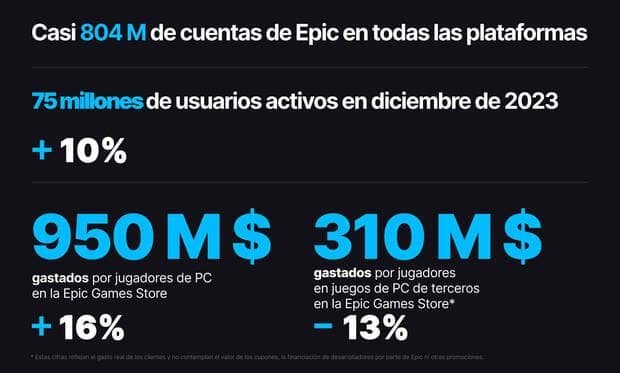 Casi 804 M de cuentas de Epic en todas las plataformas
75 millones de usuarios activos en diciembre de 2023
+ 10%
950 M $
gastados por jugadores de PC
en la Epic Games Store
+ 16%
310 M $
gastados por jugadores
en juegos de PC de terceros
en la Epic Games Store*
- 13%
* Estas cifras reflejan el gasto real de los clientes y no contemplan el valor de los cupones, la financiación de desarrolladores por parte de Epic ni otras promociones.